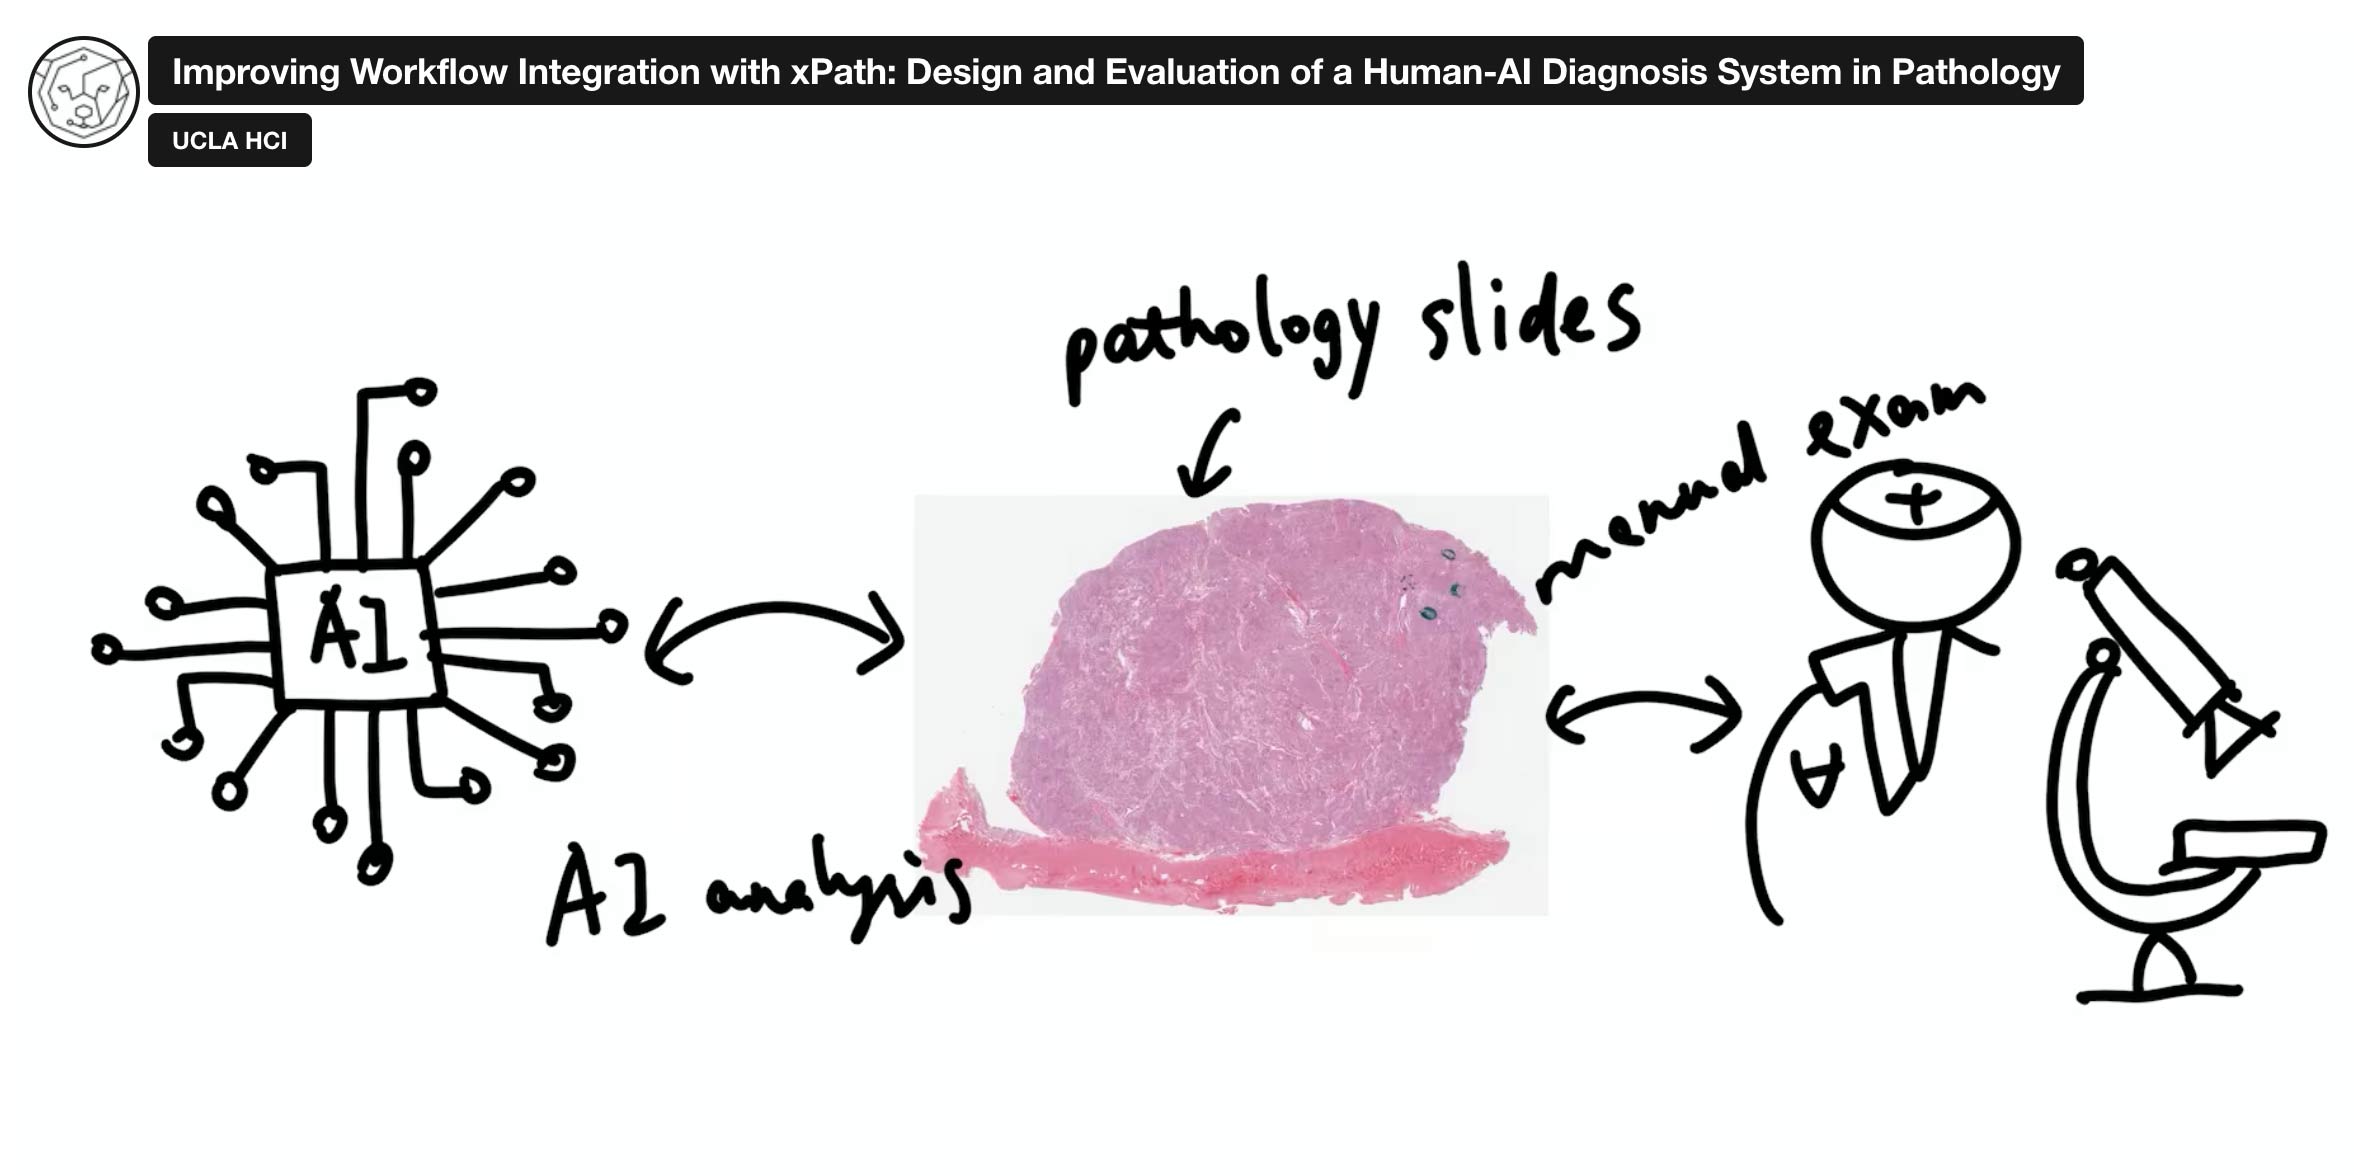 Improving Workflow Integration with xPath: Design and Evaluation of a Human-AI Diagnosis System in Pathology
UCLA HCI
pathology slides
manual exam
AI
AI analysis